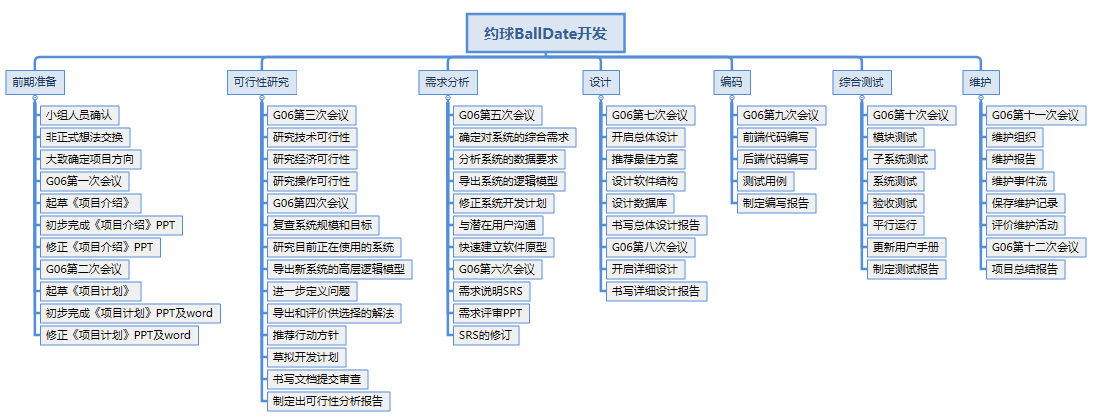 约球BallDate开发
前期准备
小组人员确认
非正式想法交换
大致确定项目方向
G06第一次会议
起草《项目介绍》
初步完成《项目介绍》PPT
修正《项目介绍》PPT
G06第二次会议
起草《项目计划》
初步完成《项目计划》PPT及word
修正《项目计划》PPT及word
可行性研究
G06第三次会议
研究技术可行性
研究经济可行性
研究操作可行性
G06第四次会议
复查系统规模和目标
研究目前正在使用的系统
导出新系统的高层逻辑模型
进一步定义问题
导出和评价供选择的解法
推荐行动方针
草拟开发计划
书写文档提交审查
制定出可行性分析报告
需求分析
G06第五次会议
确定对系统的综合需求
分析系统的数据要求
导出系统的逻辑模型
修正系统开发计划
与潜在用户沟通
快速建立软件原型
G06第六次会议
需求说明SRS
需求评审PPT
SRS的修订
设计
G06第七次会议
开启总体设计
推荐最佳方案
设计软件结构
设计数据库
书写总体设计报告
G06第八次会议
开启详细设计
书写详细设计报告
编码
G06第九次会议
前端代码编写
后端代码编写
测试用例
制定编写报告
综合测试
G06第十次会议
模块测试
子系统测试
系统测试
验收测试
平行运行
更新用户手册
制定测试报告
维护
G06第十一次会议
维护组织
维护报告
维护事件流
保存维护记录
评价维护活动
G06第十二次会议
项目总结报告